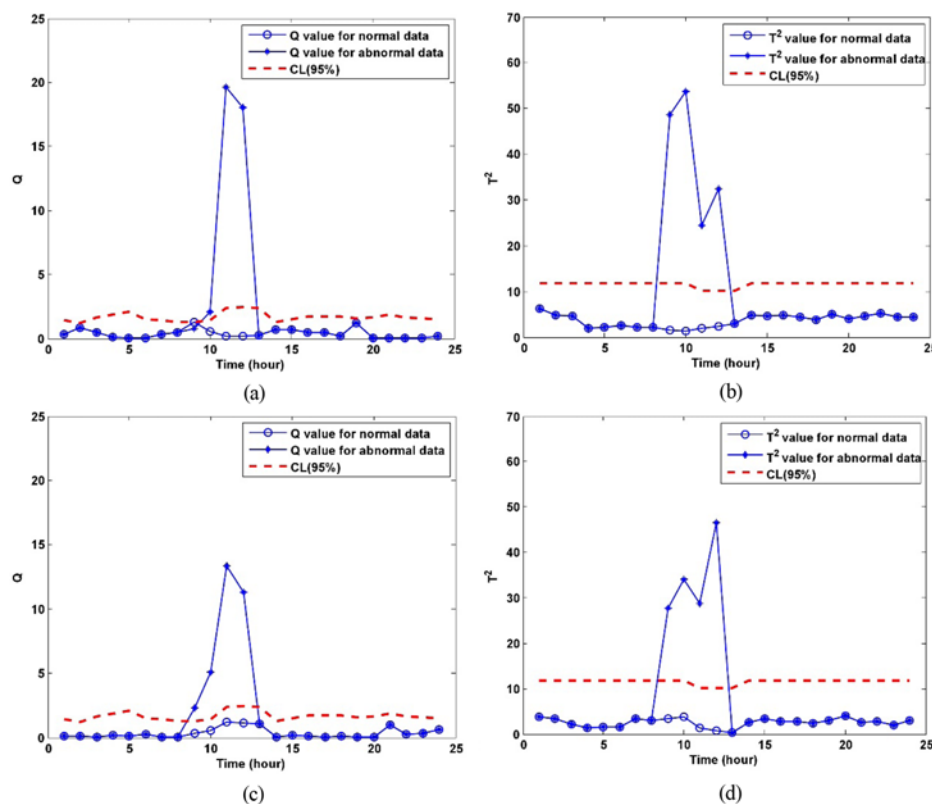 25
20
15
10
5
0
Q
0 5 10 15 20 25
Time (hour)
Q value for normal data
Q value for abnormal data
CL(95%)
(a)
70
60
50
40
30
20
10
0
T²
0 5 10 15 20 25
Time (hour)
T² value for normal data
T² value for abnormal data
CL(95%)
(b)
25
20
15
10
5
0
Q
0 5 10 15 20 25
Time (hour)
Q value for normal data
Q value for abnormal data
CL(95%)
(c)
70
60
50
40
30
20
10
0
T²
0 5 10 15 20 25
Time (hour)
T² value for normal data
T² value for abnormal data
CL(95%)
(d)